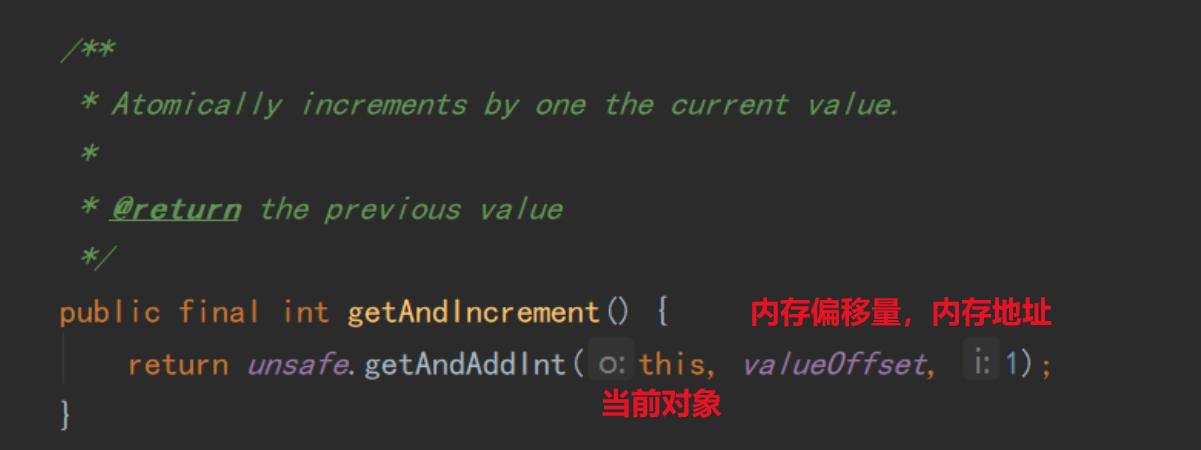 /**
* Atomically increments by one the current value.
*
* @return the previous value
*/
public final int getAndIncrement() {
内存偏移量，内存地址
return unsafe.getAndAddInt( o: this, valueOffset, i: 1);
当前对象
}